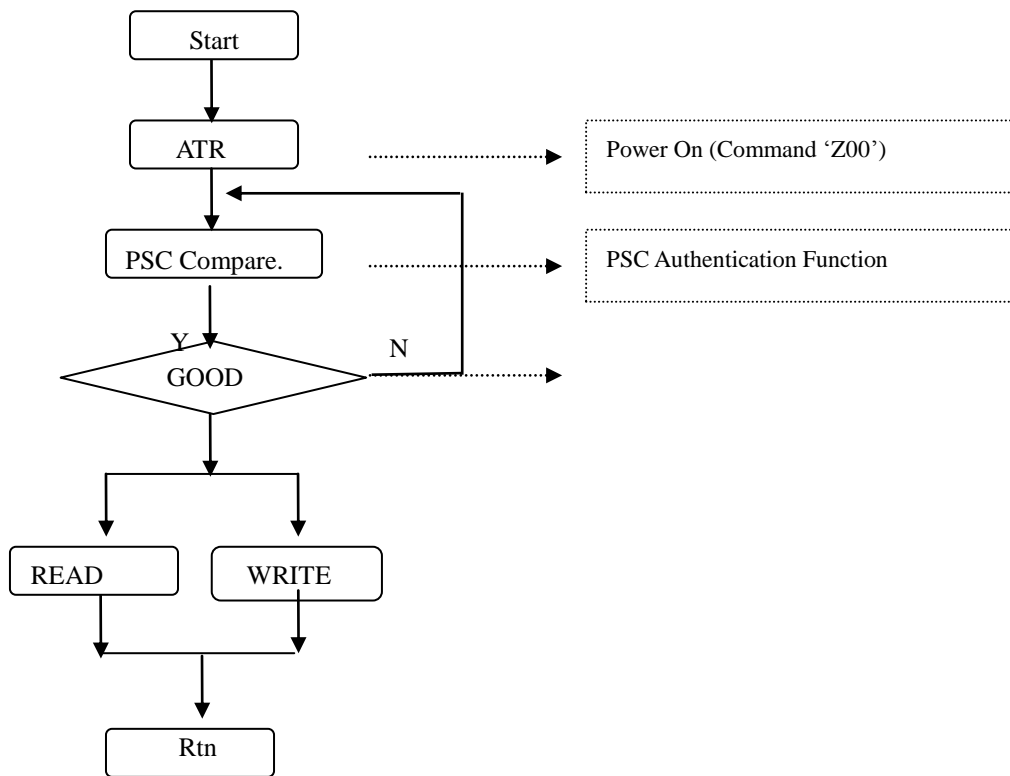 Start
ATR
Power On (Command ‘Z00’)
PSC Compare.
PSC Authentication Function
Y
N
GOOD
READ
WRITE
Rtn